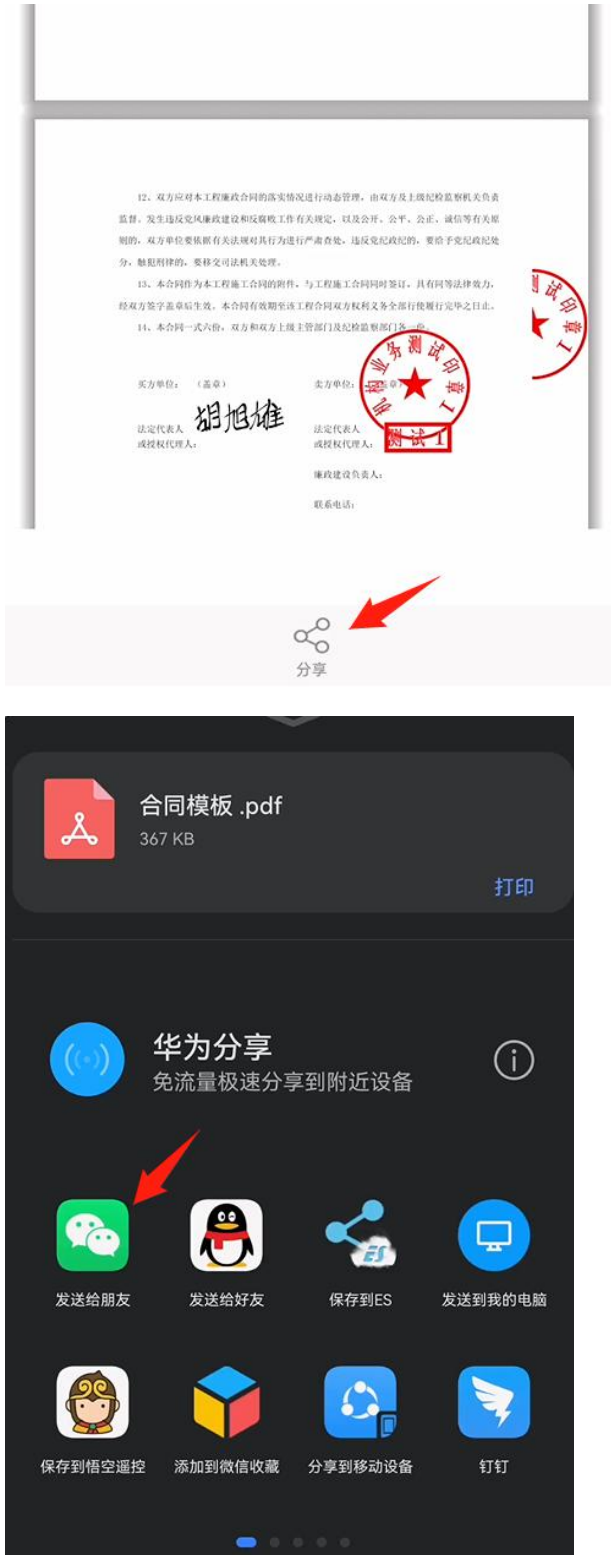 12、双方应对本工程廉政合同的落实情况进行动态管理，由双方及上级纪检监察机关负责
监督。发生违反党风廉政建设和反腐败工作有关规定，以及公开、公平、公正、诚信等有关原
则的，双方单位要依据有关法规对其行为进行严肃查处，违反党纪政纪的，要给予党纪政纪处
分，触犯刑律的，要移交司法机关处理。
13、本合同作为本工程施工合同的附件，与工程施工合同同时签订，具有同等法律效力，
经双方签字盖章后生效。本合同有效期至该工程合同双方权利义务全部行使履行完毕之日止。
14、本合同一式六份，双方和双方上级主管部门及纪检监察部门各一份。
测试印章1
买方单位：（盖章）
卖方单位：（盖章）
机构业务测试印章1
法定代表人
或授权代理人：
胡旭雄
法定代表人
或授权代理人：
测试1
廉政建设负责人：
联系电话：
分享
合同模板 .pdf
367 KB
打印
华为分享
免流量极速分享到附近设备
发送给朋友
发送给好友
ES
保存到ES
发送到我的电脑
保存到悟空遥控
添加到微信收藏
分享到移动设备
钉钉